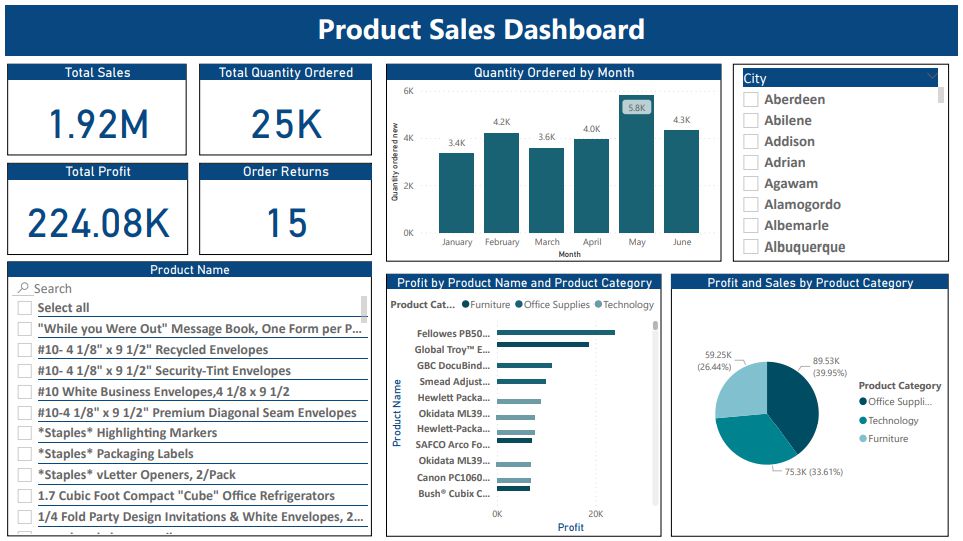 Product Sales Dashboard
Total Sales
1.92M
Total Quantity Ordered
25K
Total Profit
224.08K
Order Returns
15
Quantity Ordered by Month
Quantity ordered new
6K
4K
2K
0K
3.4K
4.2K
3.6K
4.0K
5.8K
4.3K
January February March April May June
Month
City
Aberdeen
Abilene
Addison
Adrian
Agawam
Alamogordo
Albemarle
Albuquerque
Product Name
Search
Select all
"While you Were Out" Message Book, One Form per P...
#10- 4 1/8" x 9 1/2" Recycled Envelopes
#10- 4 1/8" x 9 1/2" Security-Tint Envelopes
#10 White Business Envelopes,4 1/8 x 9 1/2
#10-4 1/8" x 9 1/2" Premium Diagonal Seam Envelopes
*Staples* Highlighting Markers
*Staples* Packaging Labels
*Staples* vLetter Openers, 2/Pack
1.7 Cubic Foot Compact "Cube" Office Refrigerators
1/4 Fold Party Design Invitations & White Envelopes, 2...
Profit by Product Name and Product Category
Product Cat... Furniture Office Supplies Technology
Product Name
Fellowes PB50...
Global Troy™ E...
GBC DocuBind...
Smead Adjust...
Hewlett Packa...
Okidata ML39...
Hewlett-Packa...
SAFCO Arco Fo...
Okidata ML39...
Canon PC1060...
Bush® Cubix C...
0K 20K
Profit
Profit and Sales by Product Category
59.25K
(26.44%)
89.53K
(39.95%)
75.3K (33.61%)
Product Category
Office Suppli...
Technology
Furniture